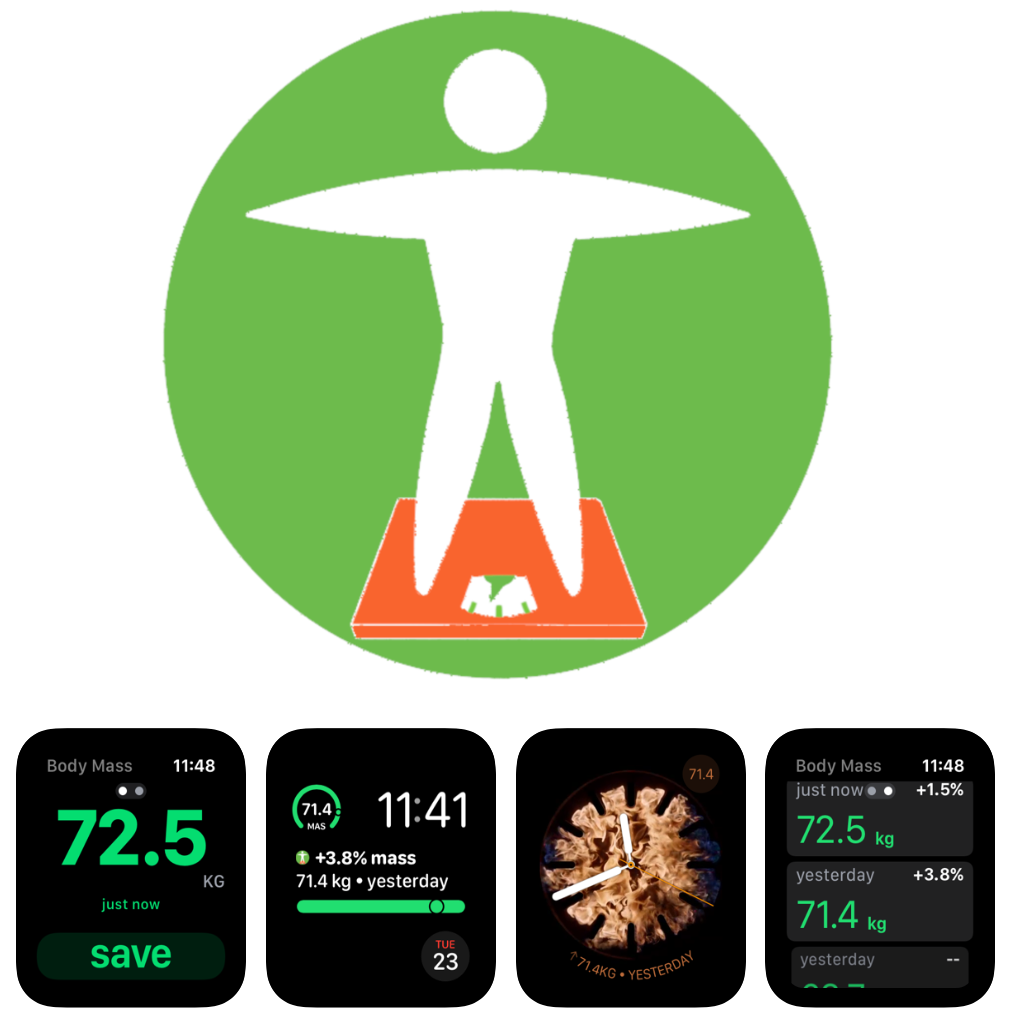 Body Mass 11:48
72.5
KG
just now
save
71.4
MAS
11:41
+3.8% mass
71.4 kg • yesterday
TUE
23
71.4
↑71.4KG • YESTERDAY
Body Mass 11:48
just now +1.5%
72.5 kg
yesterday +3.8%
71.4 kg
yesterday --